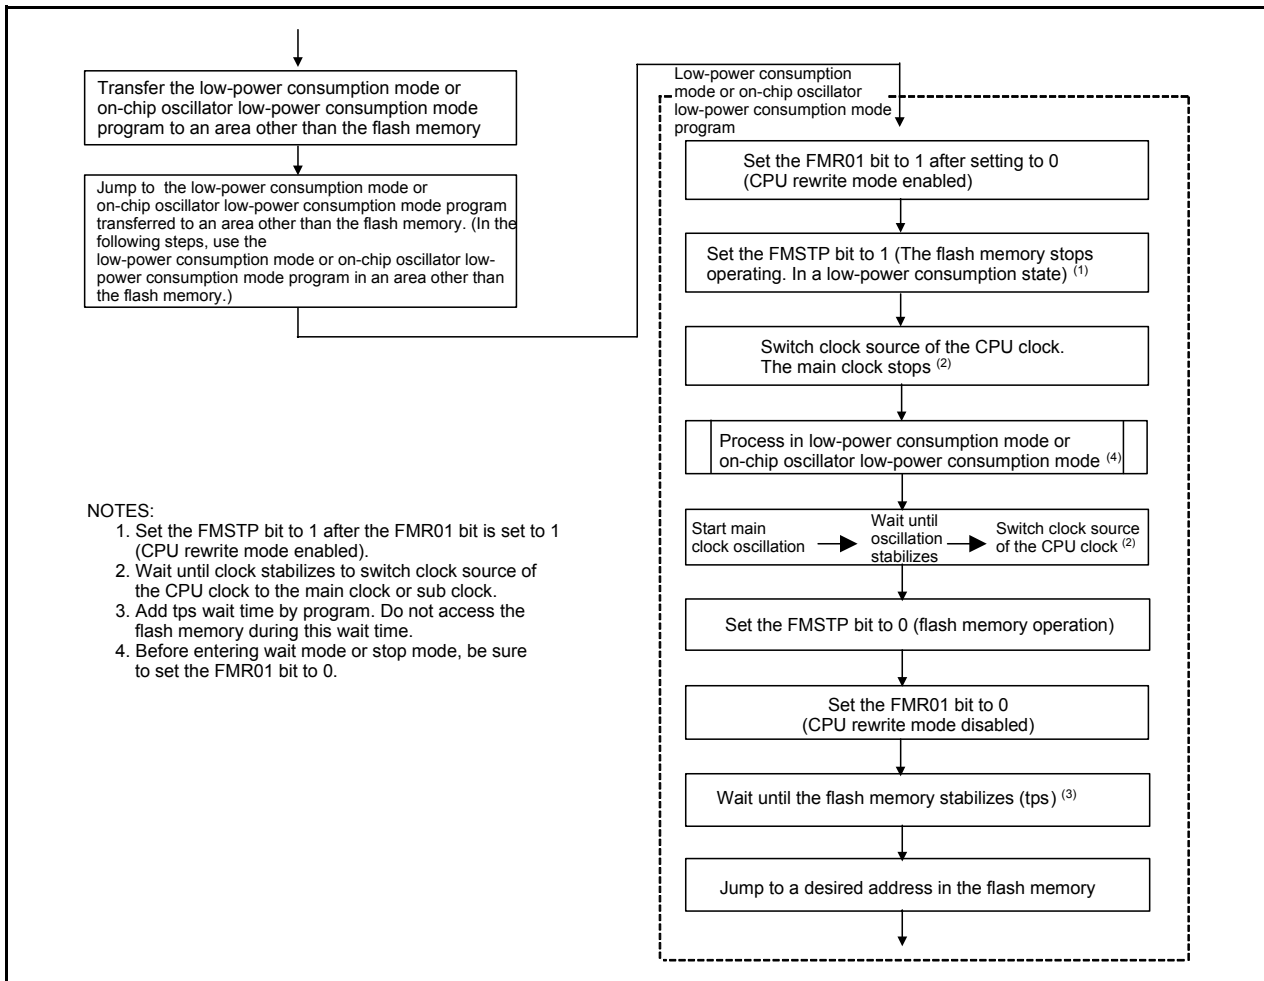 Transfer the low-power consumption mode or
on-chip oscillator low-power consumption mode
program to an area other than the flash memory
Jump to the low-power consumption mode or
on-chip oscillator low-power consumption mode program
transferred to an area other than the flash memory. (In the
following steps, use the
low-power consumption mode or on-chip oscillator low-
power consumption mode program in an area other than
the flash memory.)
NOTES:
1. Set the FMSTP bit to 1 after the FMR01 bit is set to 1
(CPU rewrite mode enabled).
2. Wait until clock stabilizes to switch clock source of
the CPU clock to the main clock or sub clock.
3. Add tps wait time by program. Do not access the
flash memory during this wait time.
4. Before entering wait mode or stop mode, be sure
to set the FMR01 bit to 0.
Low-power consumption
mode or on-chip oscillator
low-power consumption mode
program
Set the FMR01 bit to 1 after setting to 0
(CPU rewrite mode enabled)
Set the FMSTP bit to 1 (The flash memory stops
operating. In a low-power consumption state) (1)
Switch clock source of the CPU clock.
The main clock stops (2)
Process in low-power consumption mode or
on-chip oscillator low-power consumption mode (4)
Start main
clock oscillation
Wait until
oscillation
stabilizes
Switch clock source
of the CPU clock (2)
Set the FMSTP bit to 0 (flash memory operation)
Set the FMR01 bit to 0
(CPU rewrite mode disabled)
Wait until the flash memory stabilizes (tps) (3)
Jump to a desired address in the flash memory